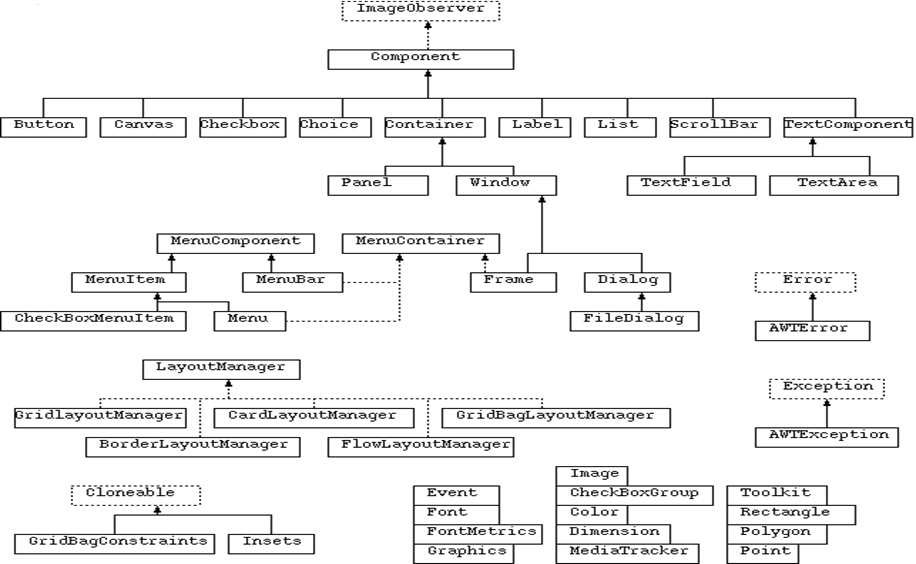 ImageObserver
Component
Button Canvas Checkbox Choice Container Label List ScrollBar TextComponent
Panel Window TextField TextArea
MenuComponent MenuContainer
MenuItem MenuBar Frame Dialog Error
CheckBoxMenuItem Menu FileDialog AWTError
LayoutManager
Exception
GridlayoutManager CardLayoutManager GridBagLayoutManager
AWTException
BorderLayoutManager FlowLayoutManager
Image
Cloneable Event CheckBoxGroup Toolkit
Font Color Rectangle
FontMetrics Dimension Polygon
GridBagConstraints Insets Graphics MediaTracker Point